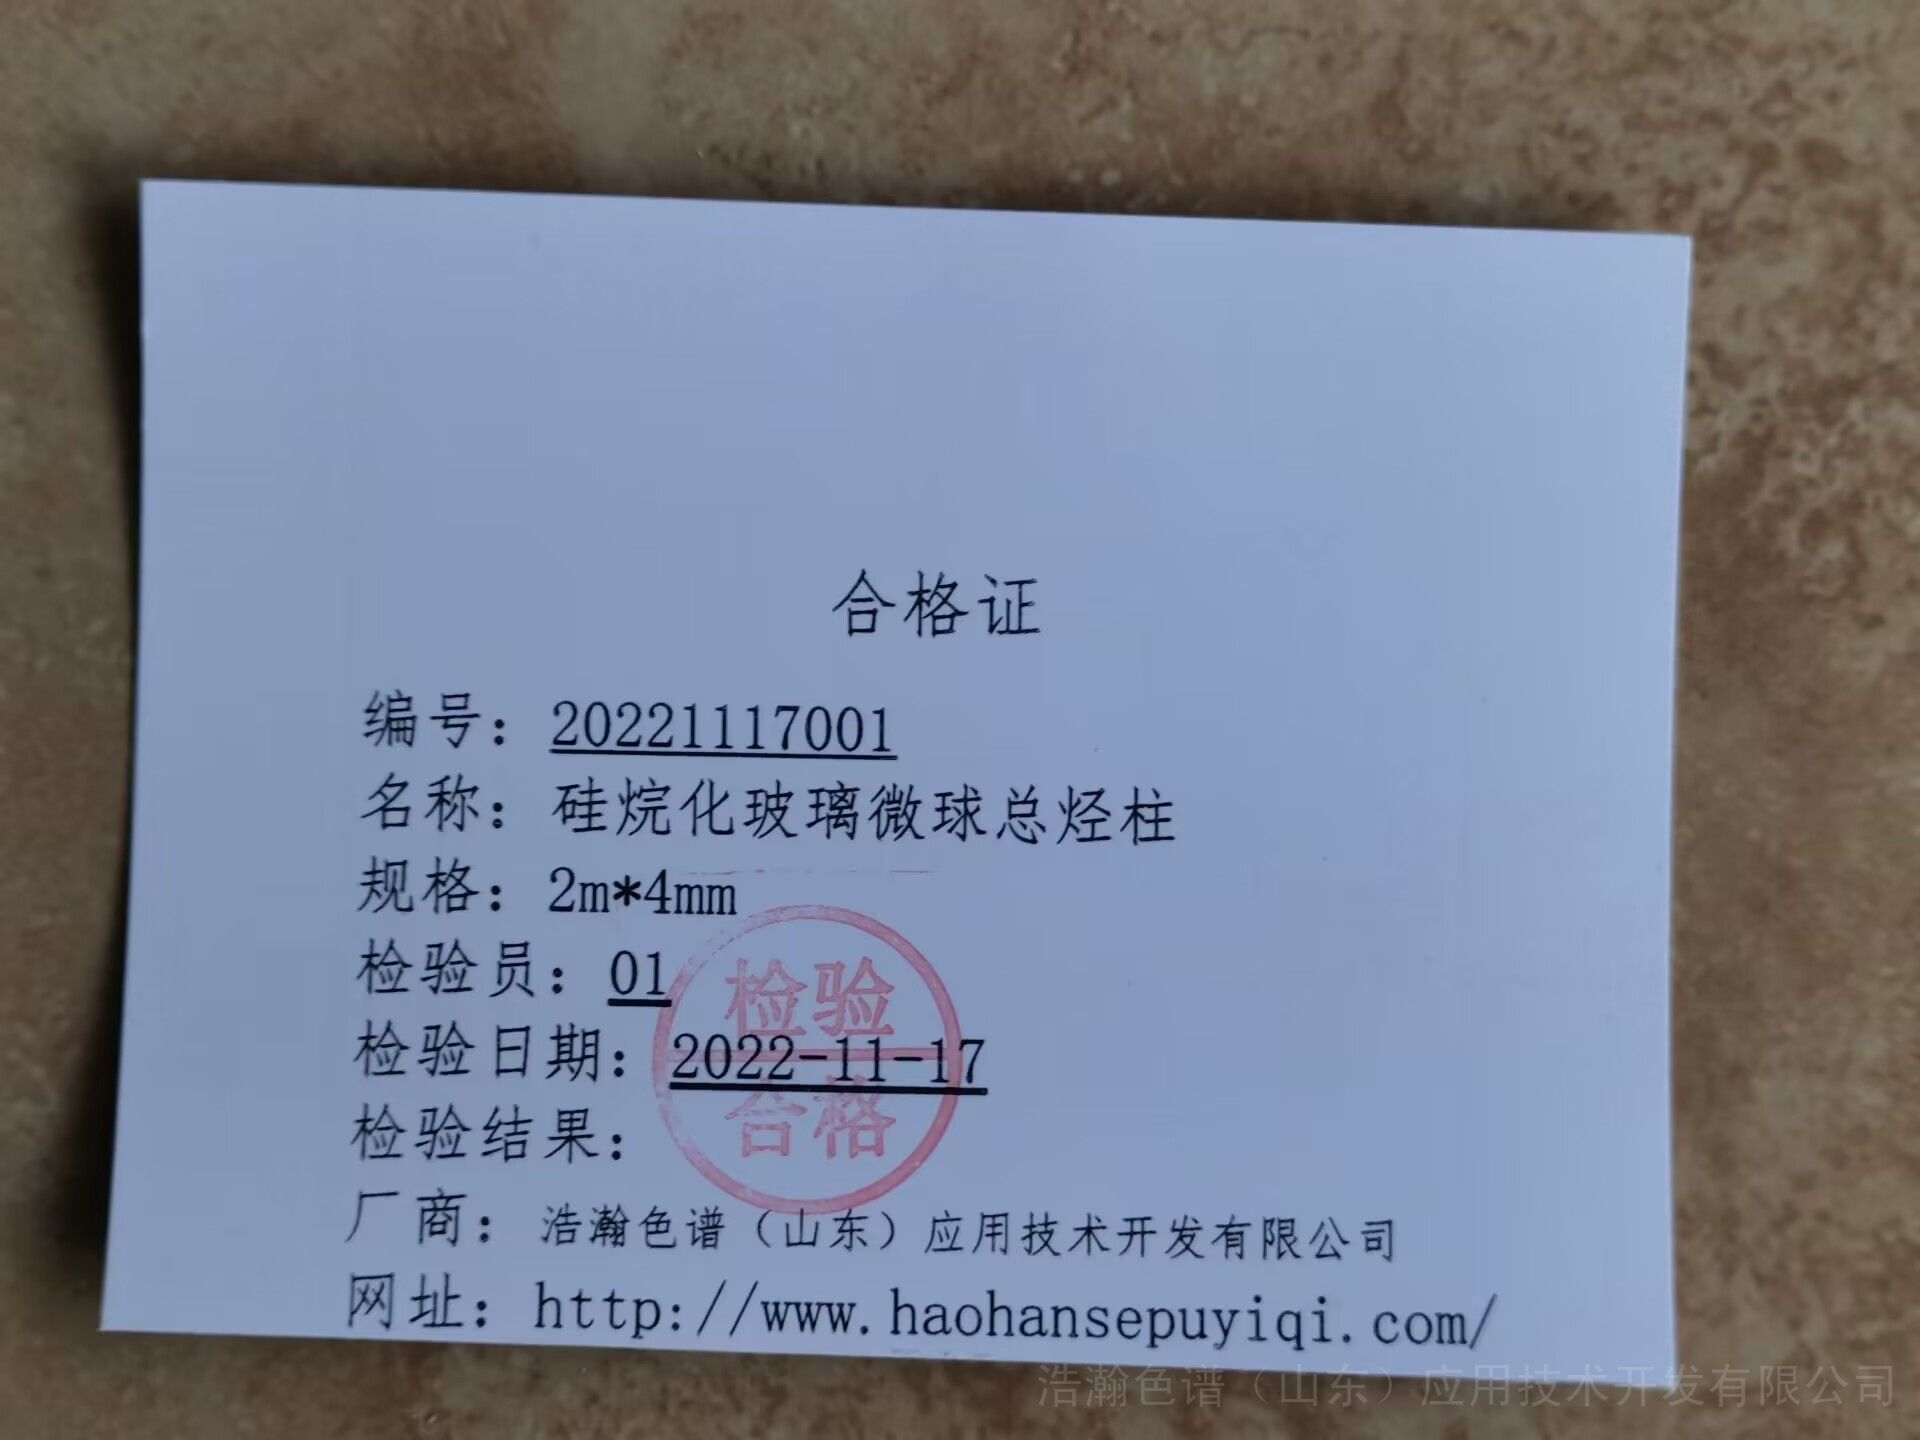 合格证
编号：20221117001
名称：硅烷化玻璃微球总烃柱
规格：2m*4mm
检验员：01
检验
检验日期：2022-11-17
合格
检验结果：
厂商：浩瀚色谱（山东）应用技术开发有限公司
网址：http://www.haohansepuyiqi.com/
浩瀚色谱（山东）应用技术开发有限公司